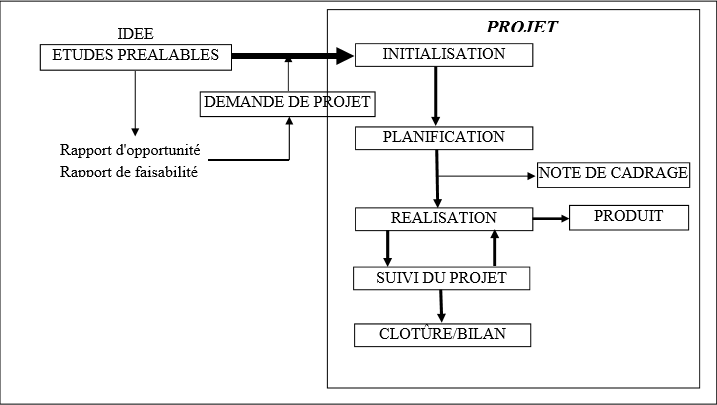 IDEE
ETUDES PREALABLES
DEMANDE DE PROJET
Rapport d'opportunité
Rapport de faisabilité
PROJET
INITIALISATION
PLANIFICATION
NOTE DE CADRAGE
REALISATION
PRODUIT
SUIVI DU PROJET
CLOTÛRE/BILAN